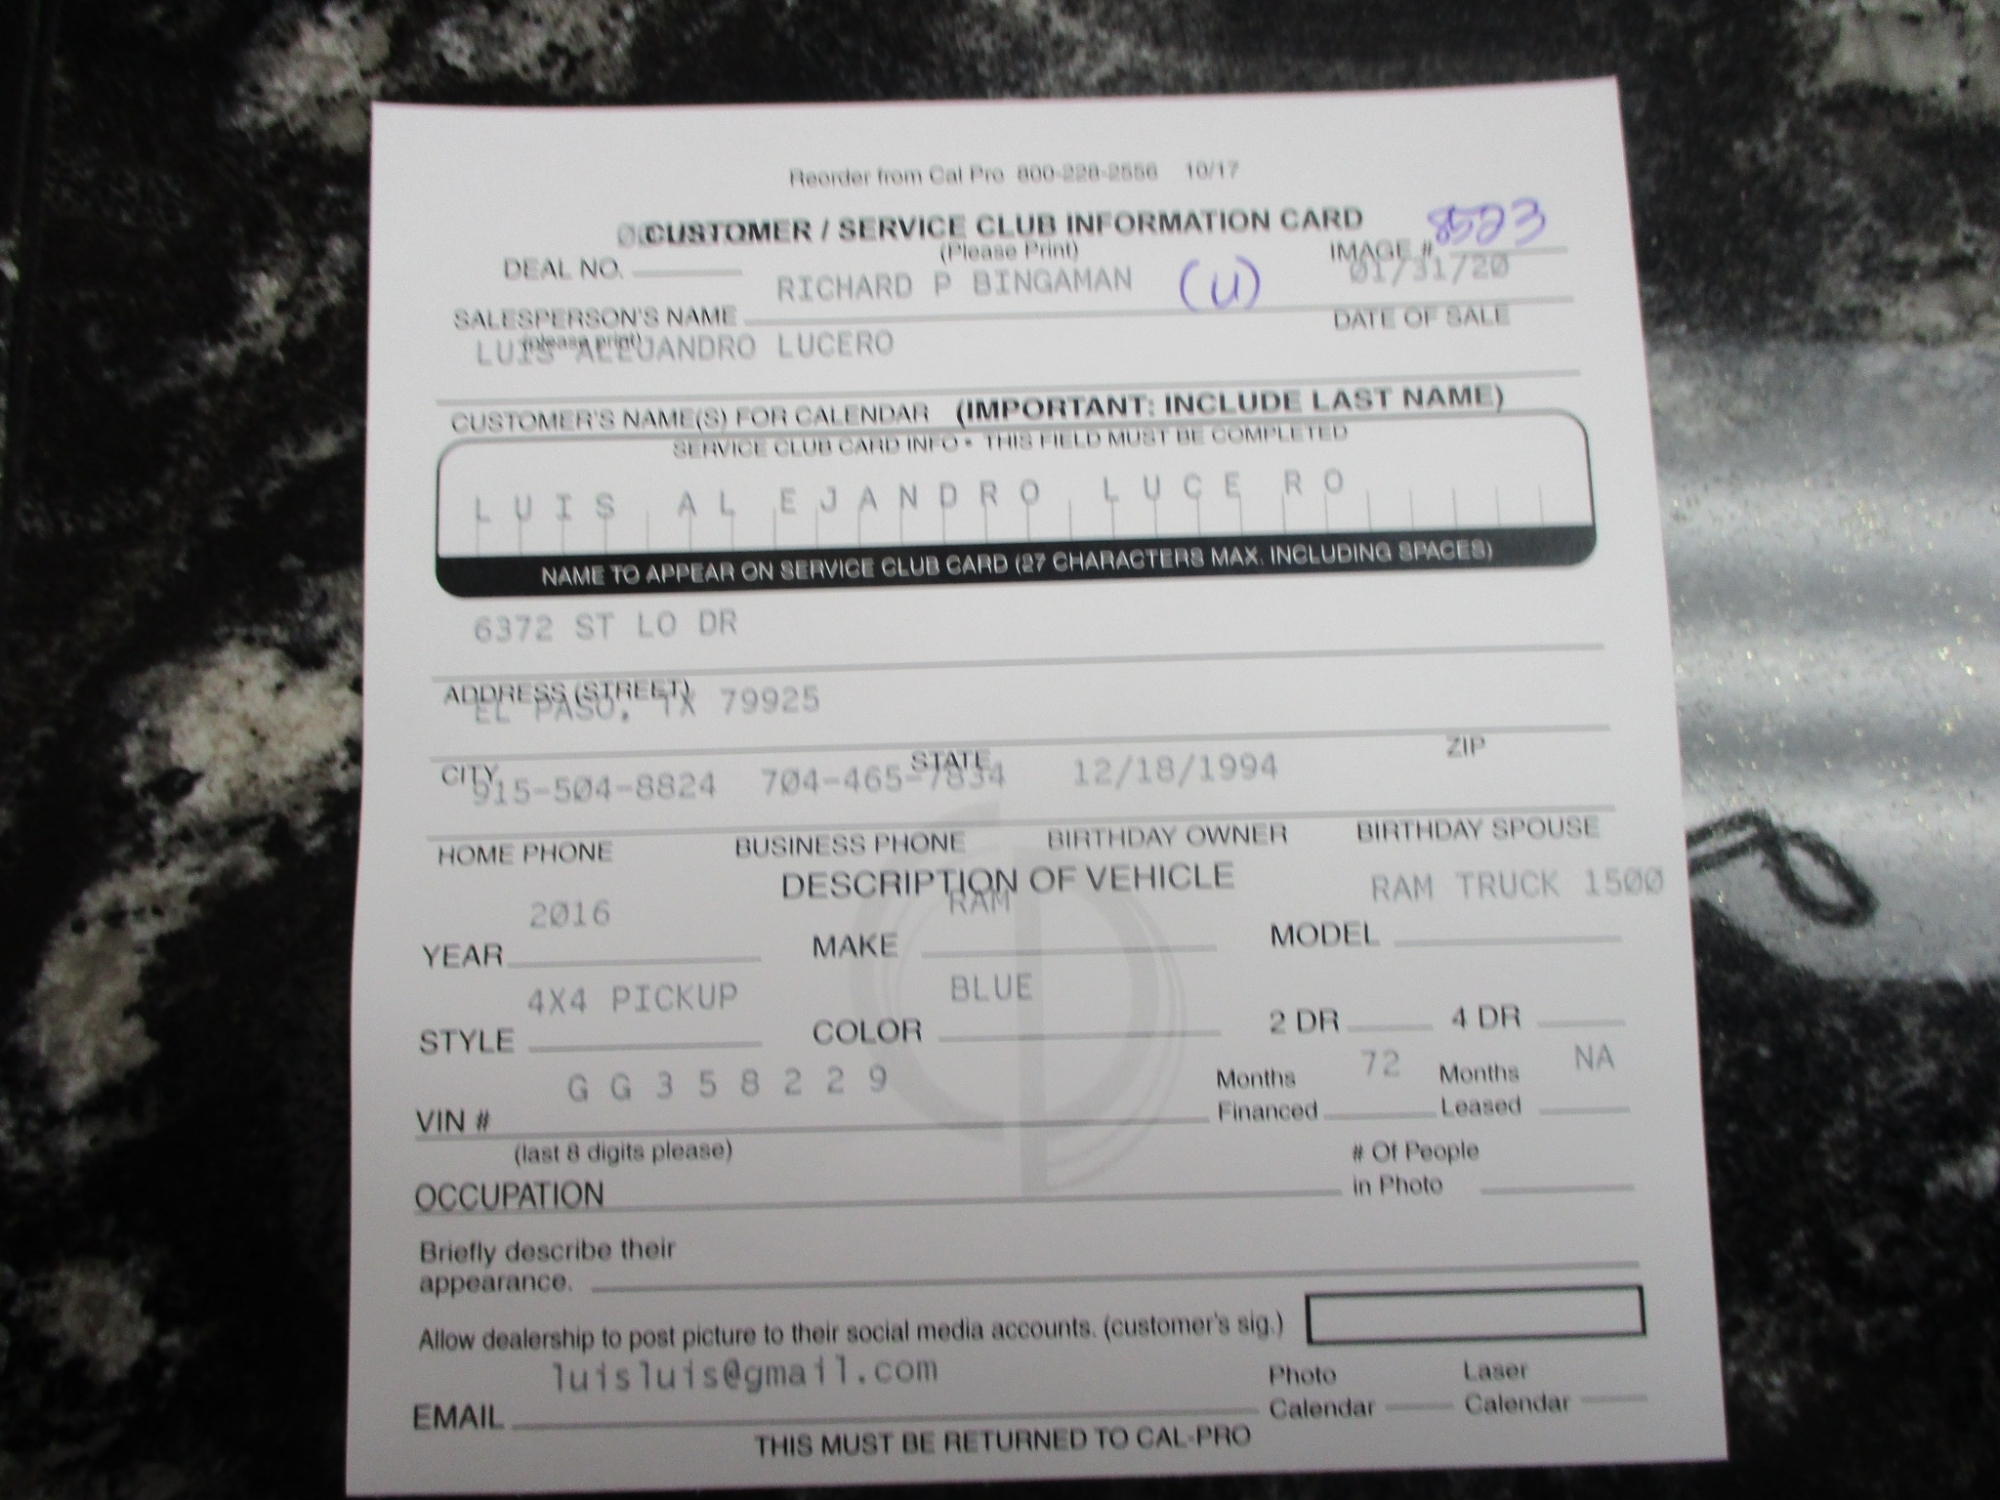 Reorder from Cal Pro 800-228-2556 10/17
CUSTOMER / SERVICE CLUB INFORMATION CARD
(Please Print)
IMAGE # 8523
DEAL NO.
01/31/20
RICHARD P BINGAMAN (U)
SALESPERSON'S NAME
DATE OF SALE
(please print)
LUIS ALEJANDRO LUCERO
CUSTOMER'S NAME(S) FOR CALENDAR (IMPORTANT: INCLUDE LAST NAME)
SERVICE CLUB CARD INFO • THIS FIELD MUST BE COMPLETED
LUIS ALEJANDRO LUCERO
NAME TO APPEAR ON SERVICE CLUB CARD (27 CHARACTERS MAX. INCLUDING SPACES)
6372 ST LO DR
ADDRESS (STREET)
EL PASO, TX 79925
CITY STATE ZIP
915-504-8824 704-465-7834 12/18/1994
HOME PHONE BUSINESS PHONE BIRTHDAY OWNER BIRTHDAY SPOUSE
DESCRIPTION OF VEHICLE
2016 RAM RAM TRUCK 1500
YEAR MAKE MODEL
4X4 PICKUP BLUE
STYLE COLOR 2 DR 4 DR
G G 3 5 8 2 2 9 Months 72 Months NA
VIN # Financed Leased
(last 8 digits please) # Of People
OCCUPATION in Photo
Briefly describe their
appearance.
Allow dealership to post picture to their social media accounts. (customer's sig.)
luisluis@gmail.com Photo Laser
EMAIL Calendar Calendar
THIS MUST BE RETURNED TO CAL-PRO